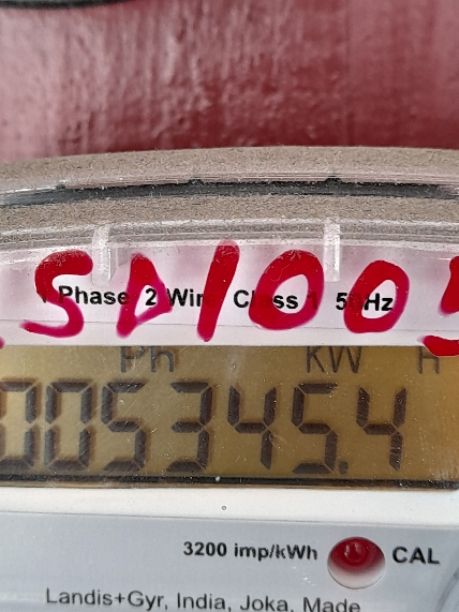 SD1005
1 Phase 2 Wire Class 1 50Hz
Ph KW H
005345.4
3200 imp/kWh CAL
Landis+Gyr, India, Joka, Made